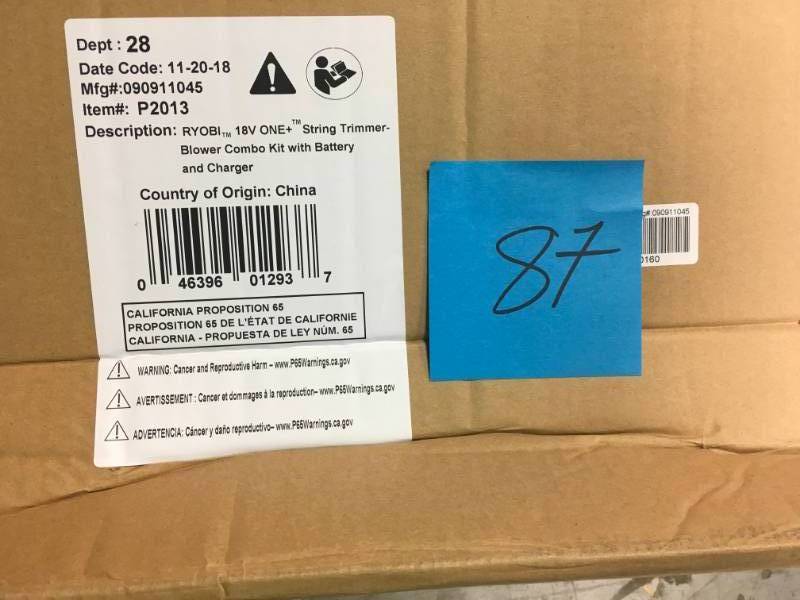 Dept : 28
Date Code: 11-20-18
Mfg#:090911045
Item#: P2013
Description: RYOBI™ 18V ONE+™ String Trimmer-
Blower Combo Kit with Battery
and Charger
Country of Origin: China
0 46396 01293 7
CALIFORNIA PROPOSITION 65
PROPOSITION 65 DE L'ÉTAT DE CALIFORNIE
CALIFORNIA - PROPUESTA DE LEY NÚM. 65
WARNING: Cancer and Reproductive Harm – www.P65Warnings.ca.gov
AVERTISSEMENT : Cancer et dommages à la reproduction– www.P65Warnings.ca.gov
ADVERTENCIA: Cáncer y daño reproductivo– www.P65Warnings.ca.gov
87
# 090911045
0160